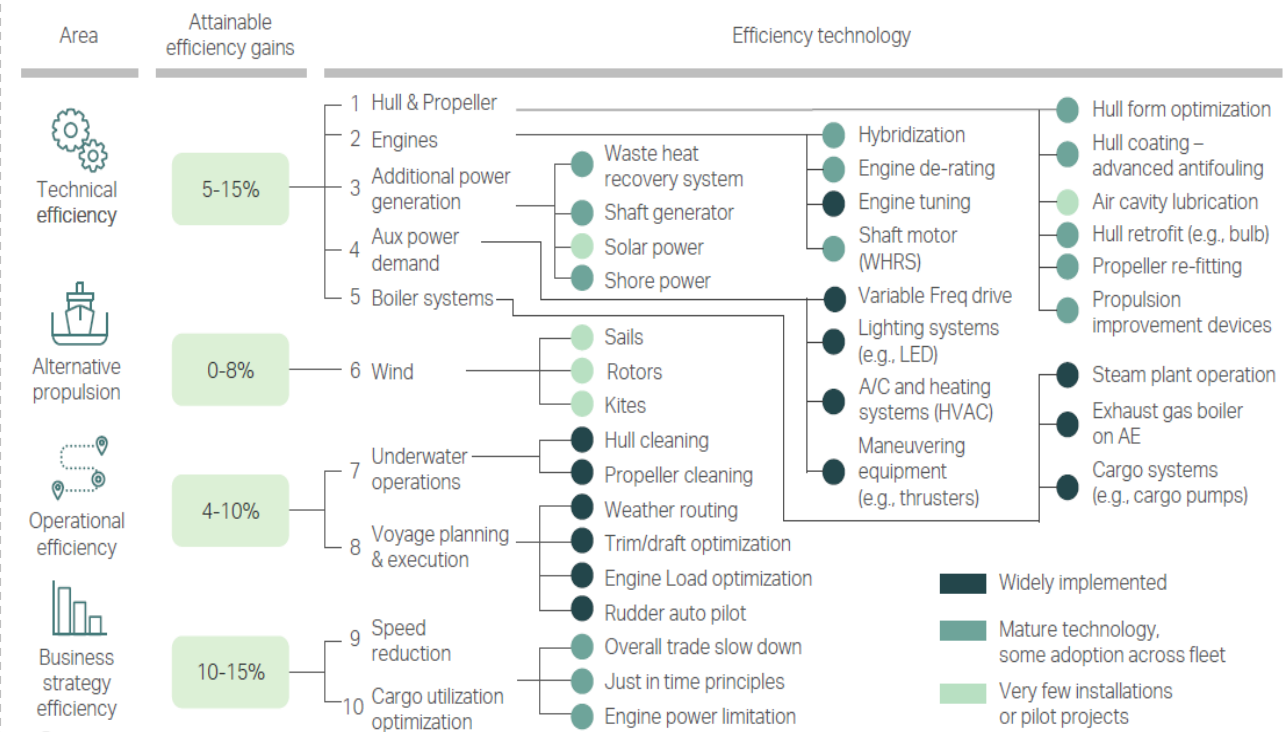 Area
Attainable
efficiency gains
Efficiency technology
Technical
efficiency
5-15%
1 Hull & Propeller
2 Engines
3 Additional power
generation
4 Aux power
demand
5 Boiler systems
Waste heat
recovery system
Shaft generator
Solar power
Shore power
Hybridization
Engine de-rating
Engine tuning
Shaft motor
(WHRS)
Variable Freq drive
Lighting systems
(e.g., LED)
A/C and heating
systems (HVAC)
Maneuvering
equipment
(e.g., thrusters)
Hull form optimization
Hull coating –
advanced antifouling
Air cavity lubrication
Hull retrofit (e.g., bulb)
Propeller re-fitting
Propulsion
improvement devices
Steam plant operation
Exhaust gas boiler
on AE
Cargo systems
(e.g., cargo pumps)
Alternative
propulsion
0-8%
6 Wind
Sails
Rotors
Kites
Operational
efficiency
4-10%
7 Underwater
operations
Hull cleaning
Propeller cleaning
8 Voyage planning
& execution
Weather routing
Trim/draft optimization
Engine Load optimization
Rudder auto pilot
Business
strategy
efficiency
10-15%
9 Speed
reduction
10 Cargo utilization
optimization
Overall trade slow down
Just in time principles
Engine power limitation
Widely implemented
Mature technology,
some adoption across fleet
Very few installations
or pilot projects